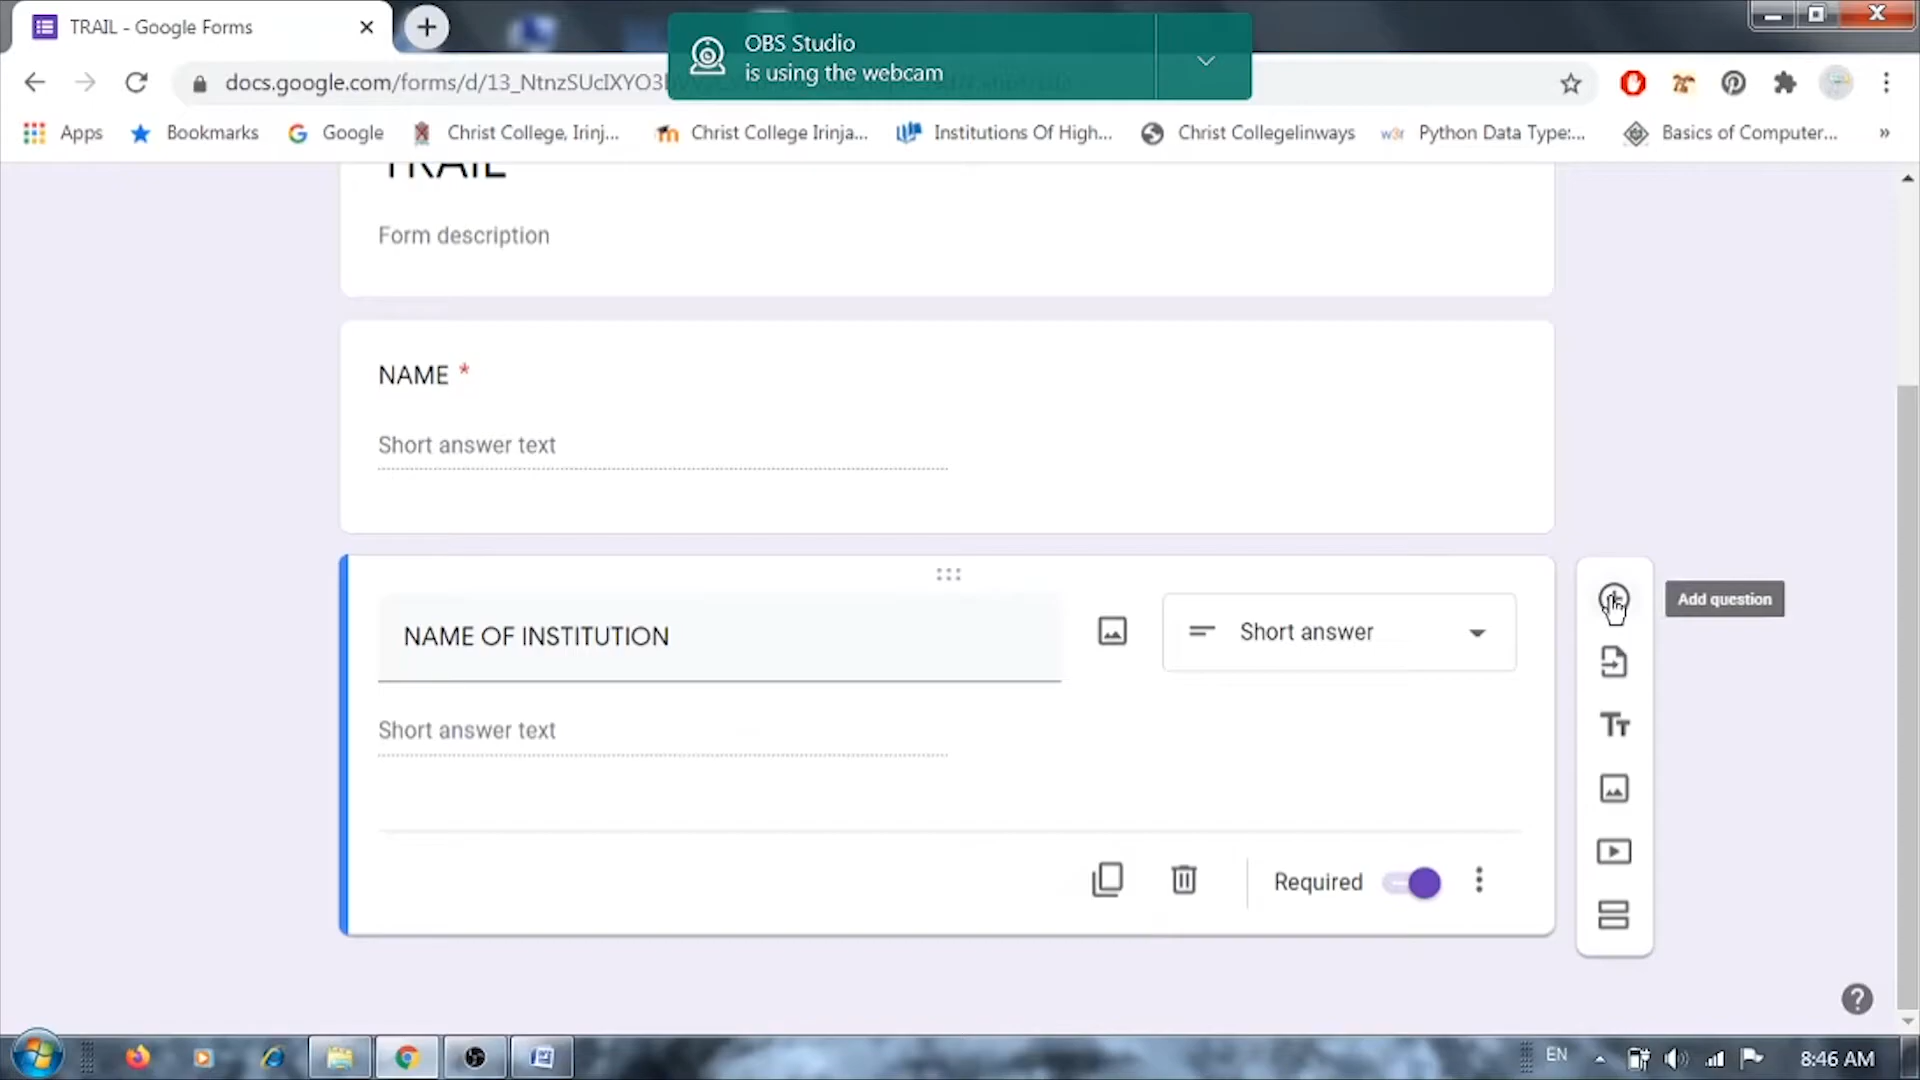 TRAIL - Google Forms
OBS Studio
is using the webcam
docs.google.com/forms/d/13_NtnzSUcIXYO3
Apps
Bookmarks
Google
Christ College, Irinj...
Christ College Irinja...
Institutions Of High...
Christ Collegelinways
Python Data Type:...
Basics of Computer...
»
TRAIL
Form description
NAME *
Short answer text
NAME OF INSTITUTION
Short answer
Add question
Short answer text
Required
EN
8:46 AM